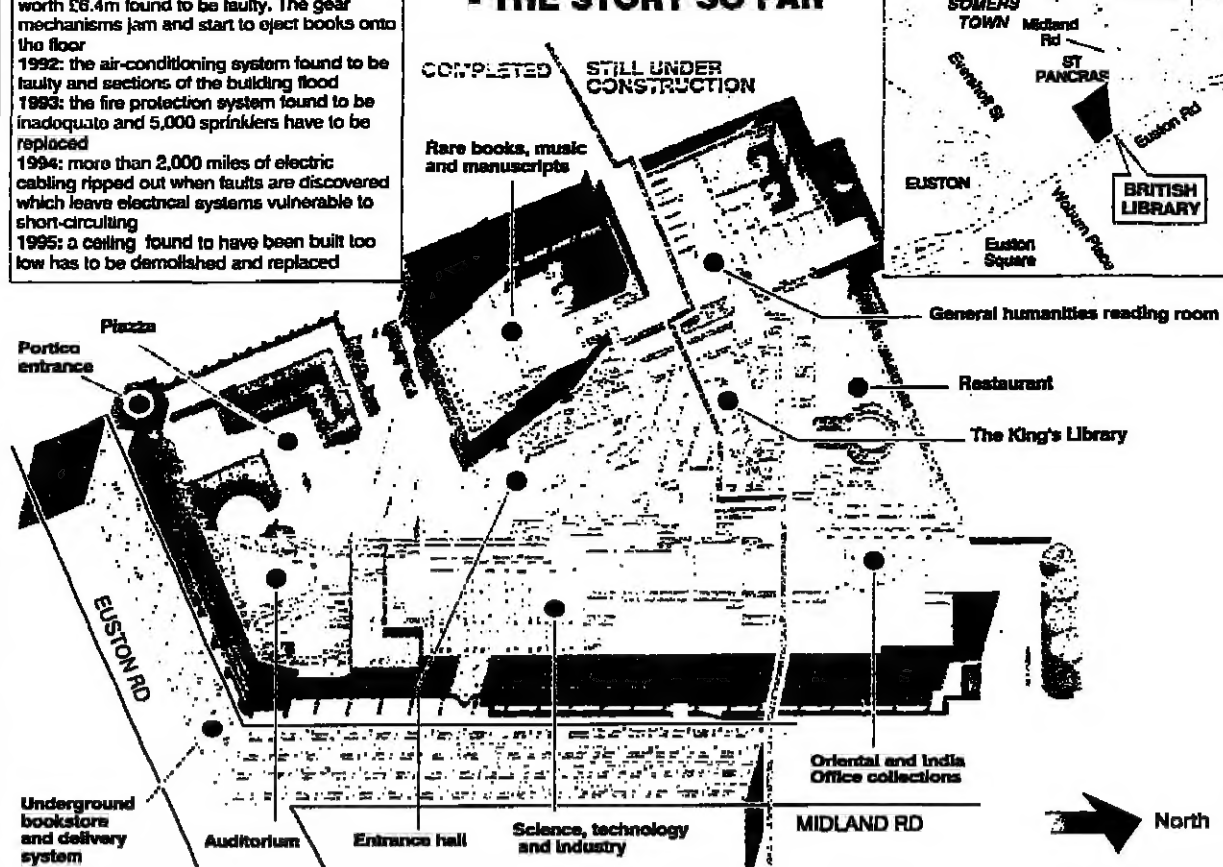 worth £6.4m found to be faulty. The gear
mechanisms jam and start to eject books onto
the floor
1992: the air-conditioning system found to be
faulty and sections of the building flood
1993: the fire protection system found to be
inadequate and 5,000 sprinklers have to be
replaced
1994: more than 2,000 miles of electric
cabling ripped out when faults are discovered
which leave electrical systems vulnerable to
short-circuiting
1995: a ceiling found to have been built too
low has to be demolished and replaced
- THE STORY SO FAR
COMPLETED
STILL UNDER
CONSTRUCTION
SOMERS
TOWN
Midland
Rd
ST
PANCRAS
Eversholt St
Euston Rd
EUSTON
BRITISH
LIBRARY
Woburn Place
Euston
Square
Rare books, music
and manuscripts
Piazza
Portico
entrance
General humanities reading room
Restaurant
The King's Library
EUSTON RD
Underground
bookstore
and delivery
system
Auditorium
Entrance hall
Science, technology
and industry
Oriental and India
Office collections
MIDLAND RD
North